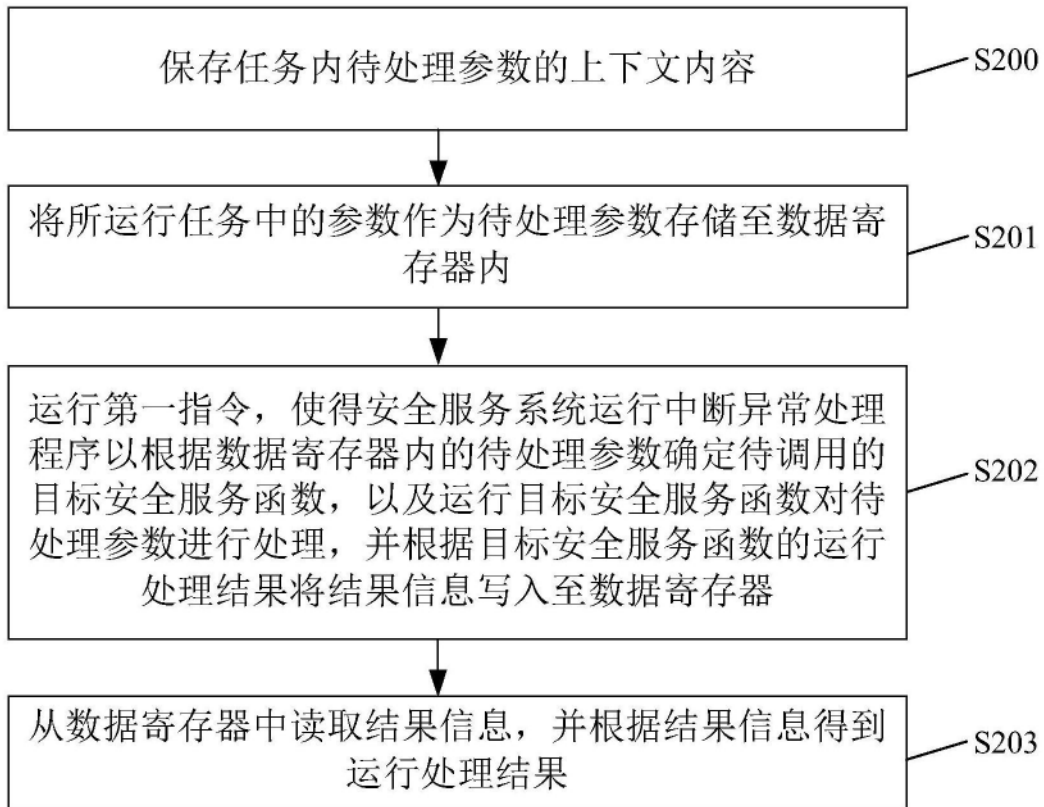 保存任务内待处理参数的上下文内容
S200
将所运行任务中的参数作为待处理参数存储至数据寄
存器内
S201
运行第一指令，使得安全服务系统运行中断异常处理
程序以根据数据寄存器内的待处理参数确定待调用的
目标安全服务函数，以及运行目标安全服务函数对待
处理参数进行处理，并根据目标安全服务函数的运行
处理结果将结果信息写入至数据寄存器
S202
从数据寄存器中读取结果信息，并根据结果信息得到
运行处理结果
S203